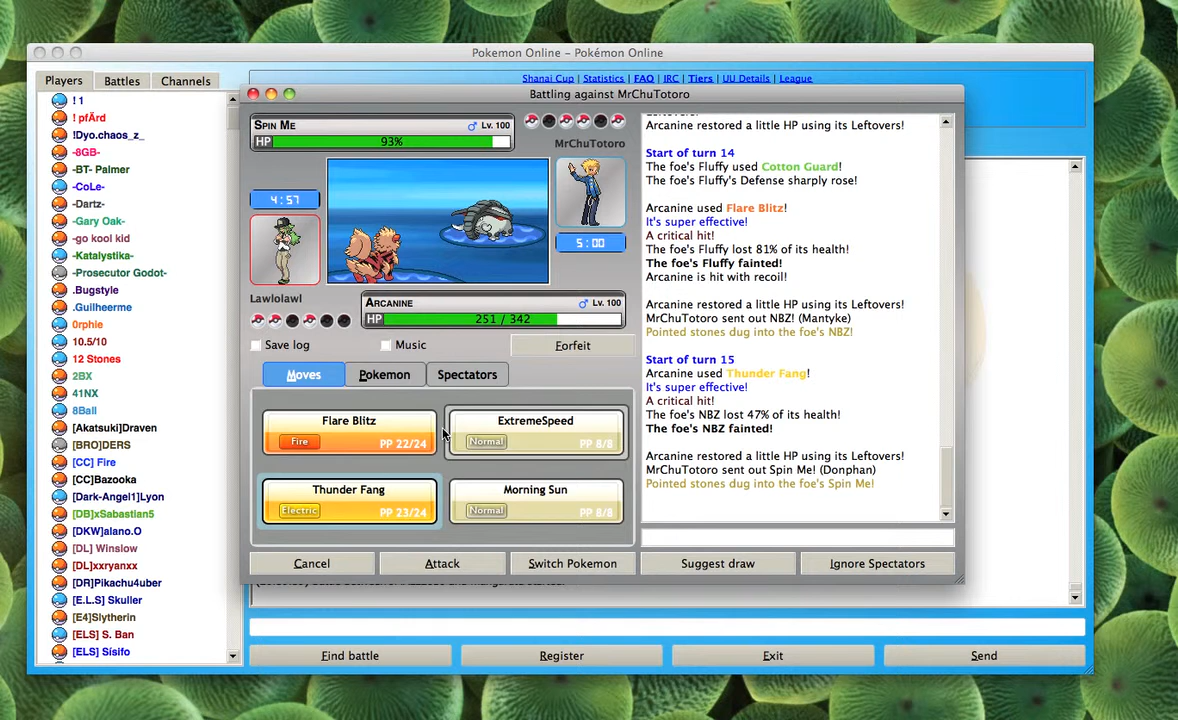 Pokemon Online – Pokémon Online
Players
Battles
Channels
Shanai Cup | Statistics | FAQ | IRC | Tiers | UU Details | League
! 1
! pfÄrd
!Dyo.chaos_z_
-8GB-
-BT- Palmer
-CoLe-
-Dartz-
-Gary Oak-
-go kool kid
-Katalystika-
-Prosecutor Godot-
.Bugstyle
.Guilheerme
0rphie
10.5/10
12 Stones
2BX
41NX
8Ball
[Akatsuki]Draven
[BRO]DERS
[CC] Fire
[CC]Bazooka
[Dark-Angel1]Lyon
[DB]xSabastian5
[DKW]alano.O
[DL] Winslow
[DL]xxryanxx
[DR]Pikachu4uber
[E.L.S] Skuller
[E4]Slytherin
[ELS] S. Ban
[ELS] Sísifo
Battling against MrChuTotoro
Spin Me ♂ Lv. 100
HP 93%
MrChuTotoro
4:57
5:00
Lawlolawl
Arcanine ♂ Lv. 100
HP 251 / 342
Save log
Music
Forfeit
Moves
Pokemon
Spectators
Flare Blitz
Fire PP 22/24
ExtremeSpeed
Normal PP 8/8
Thunder Fang
Electric PP 23/24
Morning Sun
Normal PP 8/8
Arcanine restored a little HP using its Leftovers!
Start of turn 14
The foe's Fluffy used Cotton Guard!
The foe's Fluffy's Defense sharply rose!
Arcanine used Flare Blitz!
It's super effective!
A critical hit!
The foe's Fluffy lost 81% of its health!
The foe's Fluffy fainted!
Arcanine is hit with recoil!
Arcanine restored a little HP using its Leftovers!
MrChuTotoro sent out NBZ! (Mantyke)
Pointed stones dug into the foe's NBZ!
Start of turn 15
Arcanine used Thunder Fang!
It's super effective!
A critical hit!
The foe's NBZ lost 47% of its health!
The foe's NBZ fainted!
Arcanine restored a little HP using its Leftovers!
MrChuTotoro sent out Spin Me! (Donphan)
Pointed stones dug into the foe's Spin Me!
Cancel
Attack
Switch Pokemon
Suggest draw
Ignore Spectators
Find battle
Register
Exit
Send